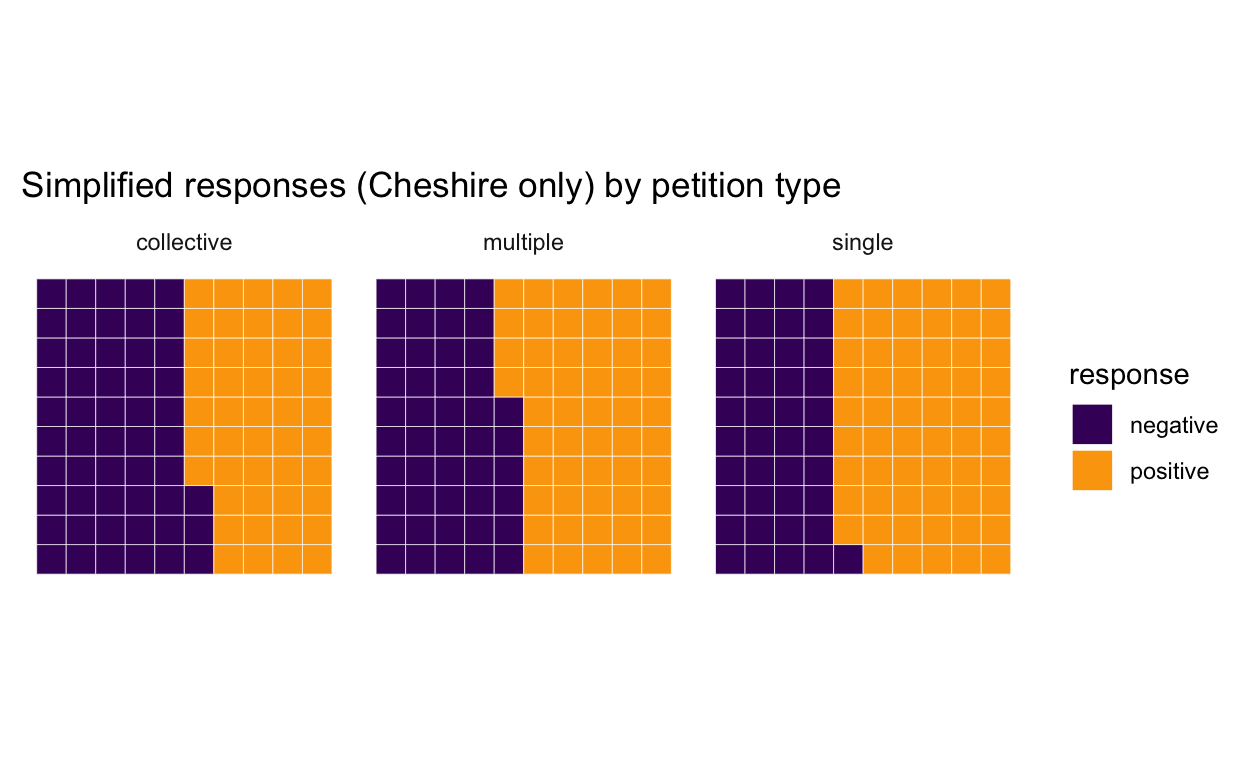 Simplified responses (Cheshire only) by petition type
collective
multiple
single
response
negative
positive